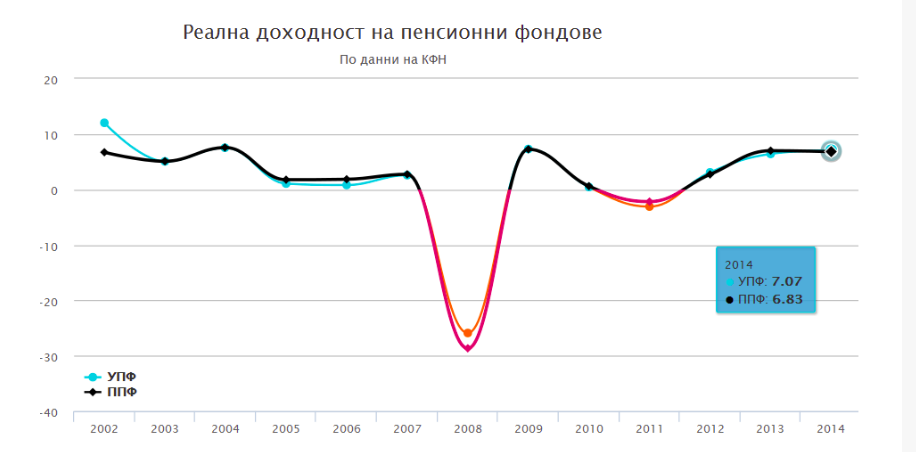 Реална доходност на пенсионни фондове
По данни на КФН
20
10
0
-10
-20
-30
-40
2014
УПФ: 7.07
ППФ: 6.83
УПФ
ППФ
2002 2003 2004 2005 2006 2007 2008 2009 2010 2011 2012 2013 2014